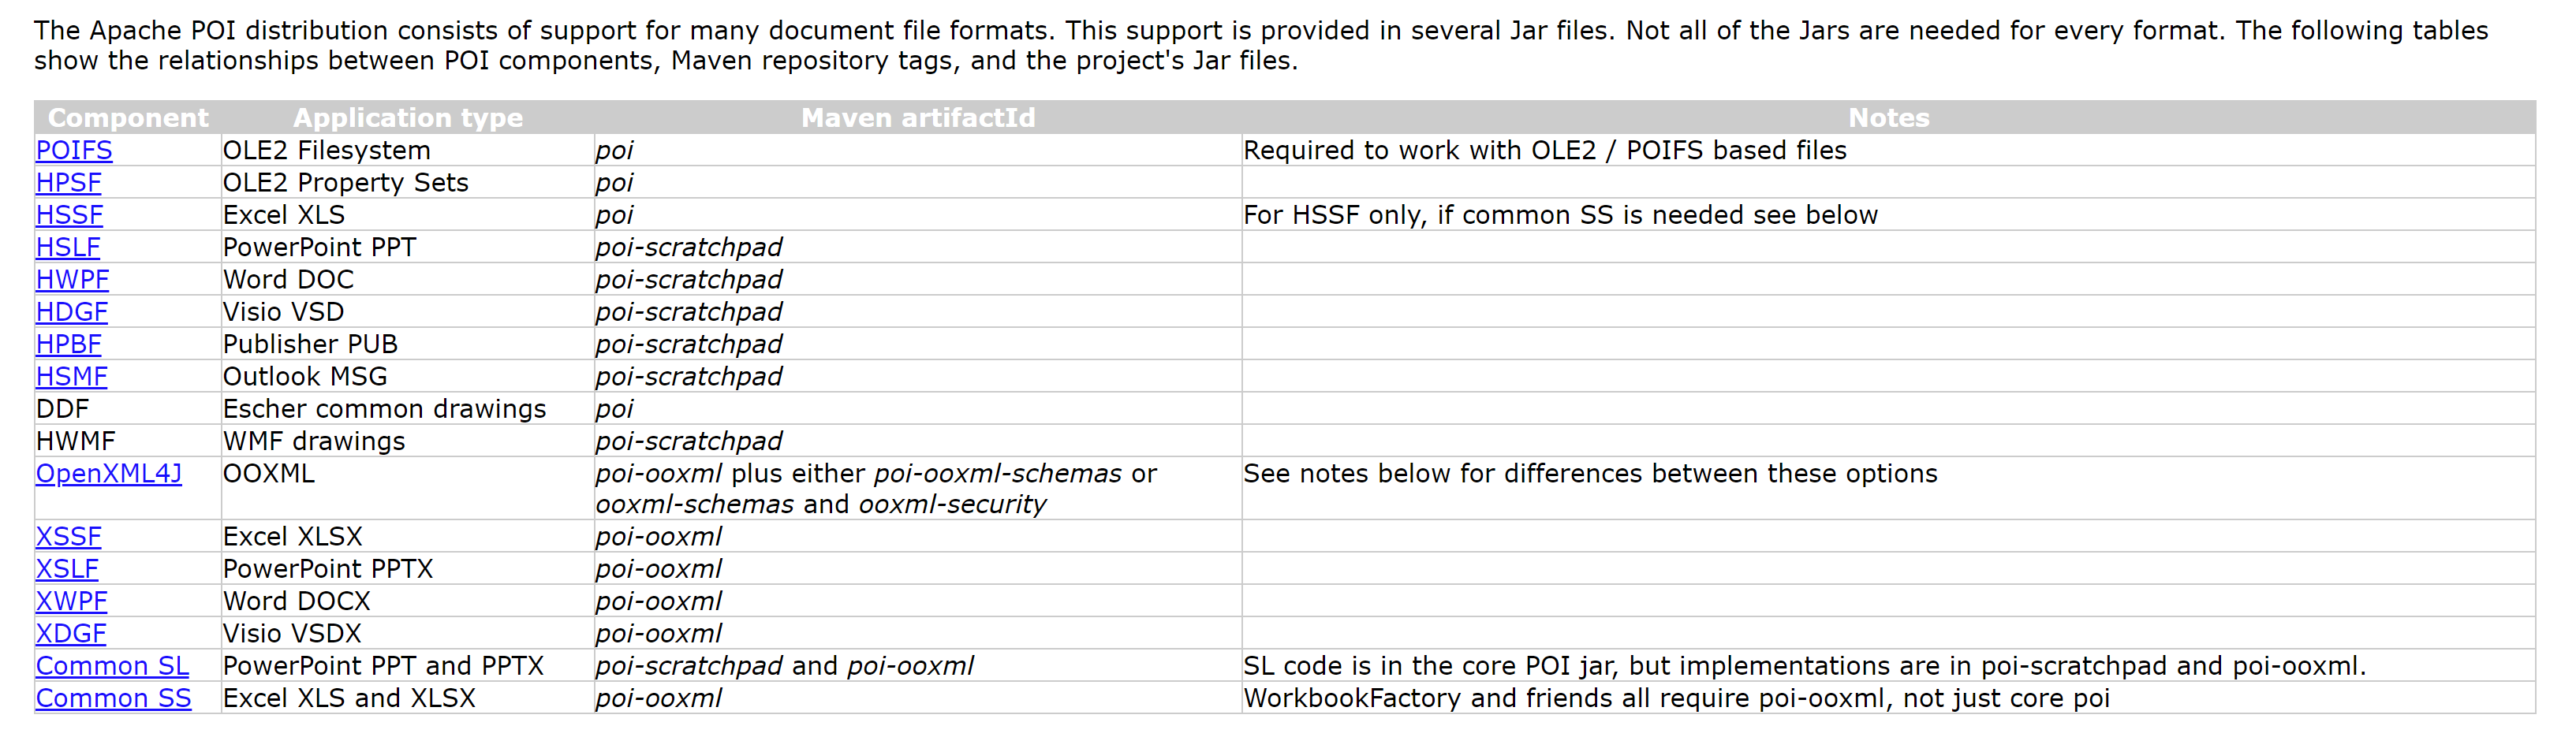 The Apache POI distribution consists of support for many document file formats. This support is provided in several Jar files. Not all of the Jars are needed for every format. The following tables
show the relationships between POI components, Maven repository tags, and the project's Jar files.
Component Application type Maven artifactId Notes
POIFS OLE2 Filesystem poi Required to work with OLE2 / POIFS based files
HPSF OLE2 Property Sets poi
HSSF Excel XLS poi For HSSF only, if common SS is needed see below
HSLF PowerPoint PPT poi-scratchpad
HWPF Word DOC poi-scratchpad
HDGF Visio VSD poi-scratchpad
HPBF Publisher PUB poi-scratchpad
HSMF Outlook MSG poi-scratchpad
DDF Escher common drawings poi
HWMF WMF drawings poi-scratchpad
OpenXML4J OOXML poi-ooxml plus either poi-ooxml-schemas or See notes below for differences between these options
ooxml-schemas and ooxml-security
XSSF Excel XLSX poi-ooxml
XSLF PowerPoint PPTX poi-ooxml
XWPF Word DOCX poi-ooxml
XDGF Visio VSDX poi-ooxml
Common SL PowerPoint PPT and PPTX poi-scratchpad and poi-ooxml SL code is in the core POI jar, but implementations are in poi-scratchpad and poi-ooxml.
Common SS Excel XLS and XLSX poi-ooxml WorkbookFactory and friends all require poi-ooxml, not just core poi